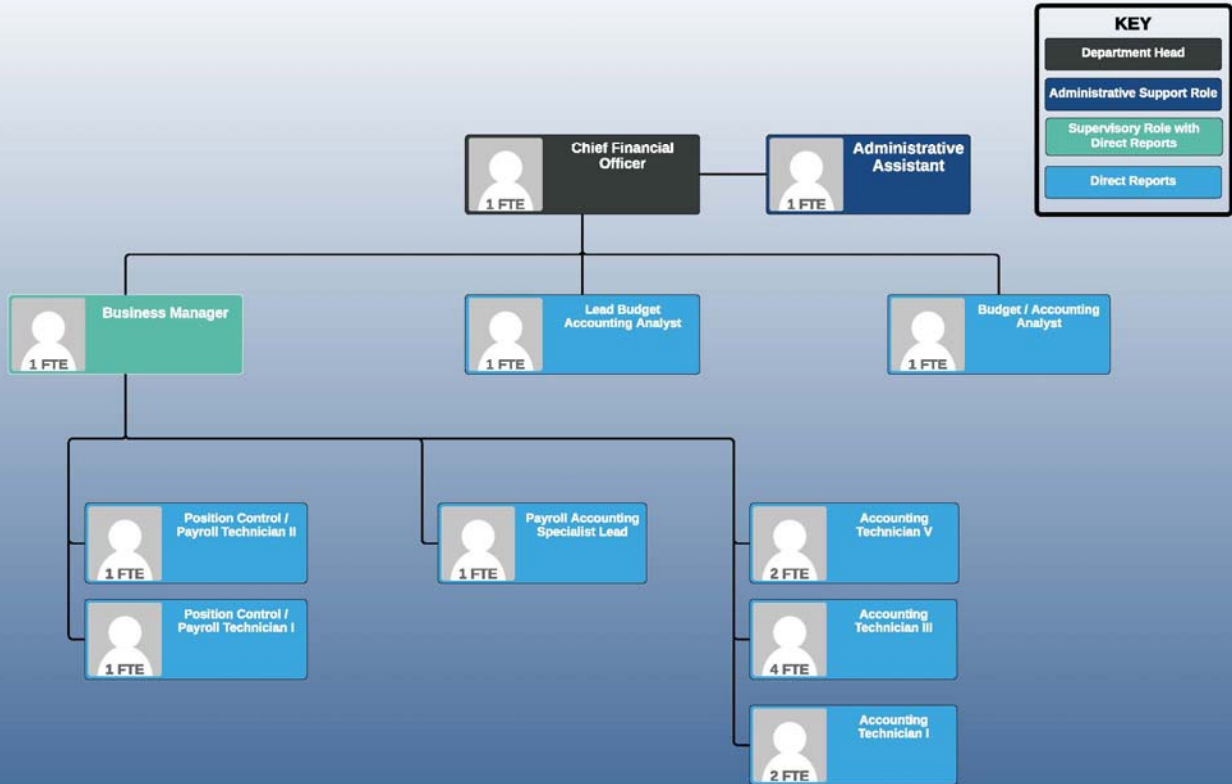 KEY
Department Head
Administrative Support Role
Supervisory Role with
Direct Reports
Direct Reports
Chief Financial
Officer
1 FTE
Administrative
Assistant
1 FTE
Business Manager
1 FTE
Lead Budget
Accounting Analyst
1 FTE
Budget / Accounting
Analyst
1 FTE
Position Control /
Payroll Technician II
1 FTE
Payroll Accounting
Specialist Lead
1 FTE
Accounting
Technician V
2 FTE
Position Control /
Payroll Technician I
1 FTE
Accounting
Technician III
4 FTE
Accounting
Technician I
2 FTE